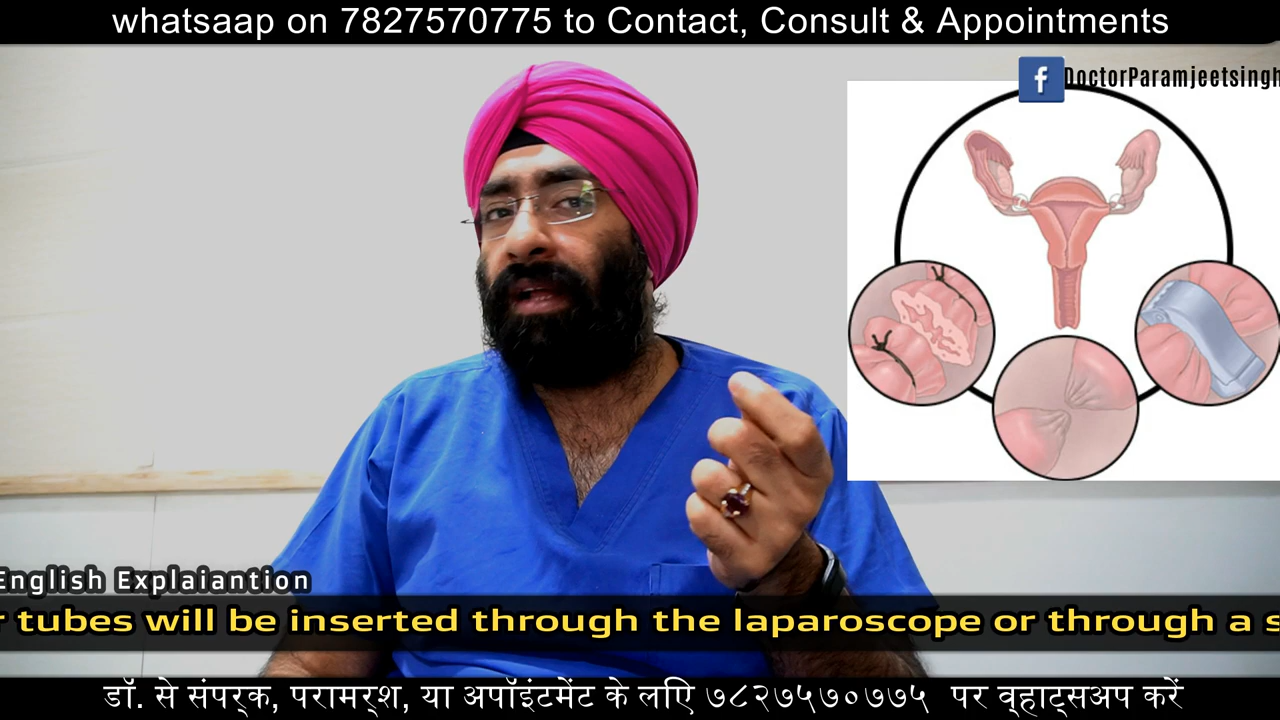 whatsaap on 7827570775 to Contact, Consult & Appointments
f DoctorParamjeetsingh
English Explaiantion
tubes will be inserted through the laparoscope or through a
डॉ. से संपर्क, परामर्श, या अपॉइंटमेंट के लिए ७८२७५७०७७५ पर व्हाट्सअप करें